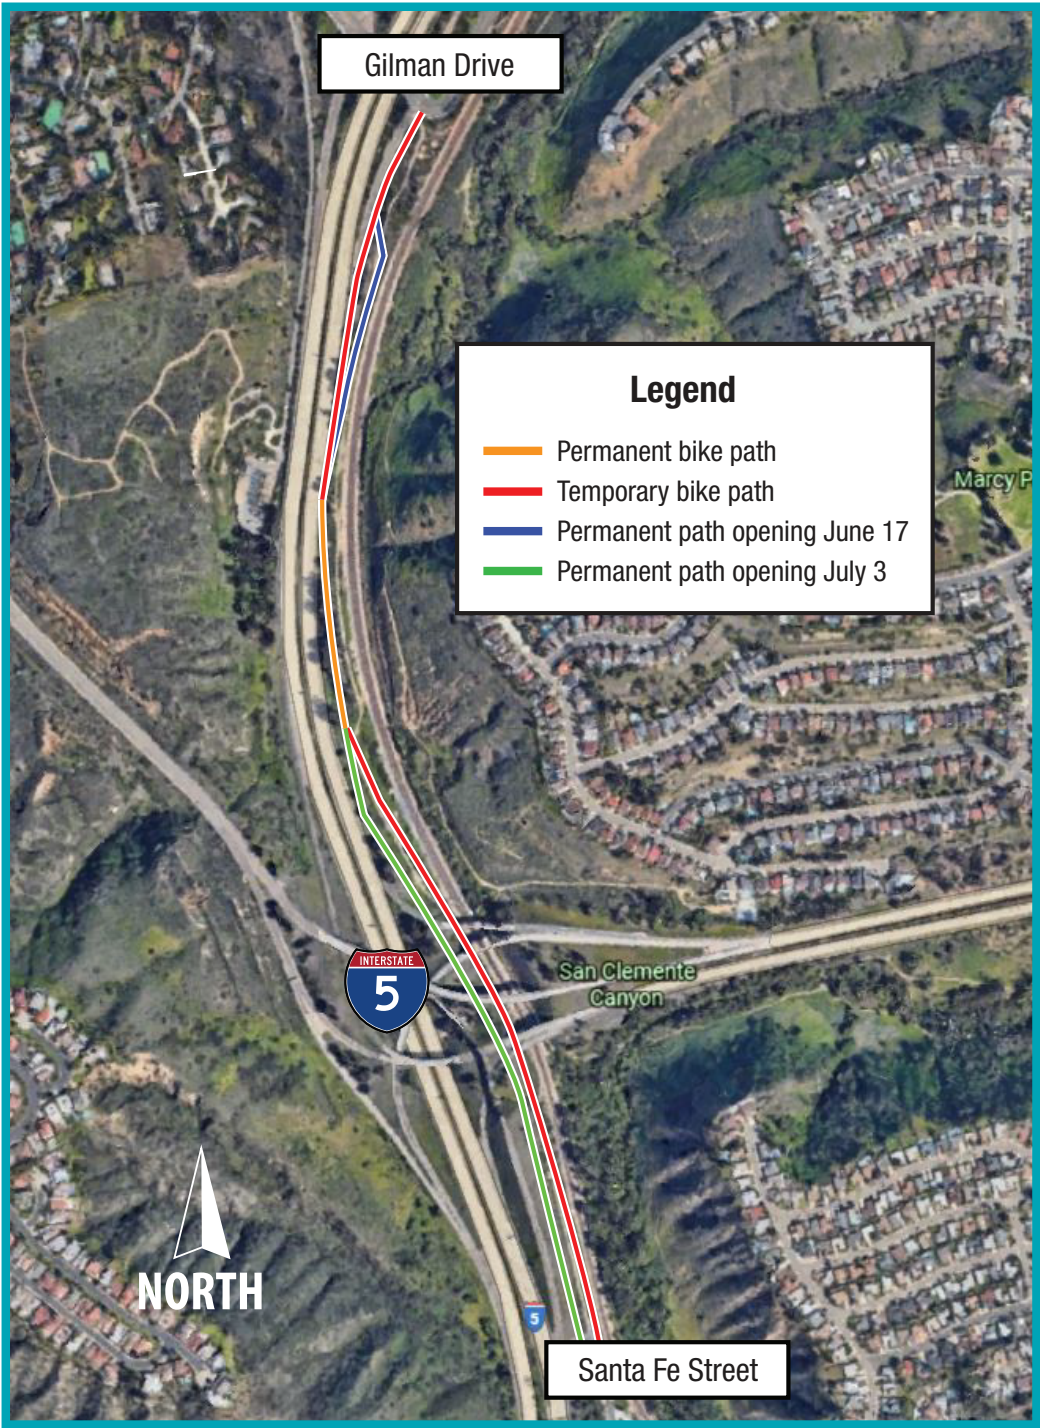 Gilman Drive
Legend
Permanent bike path
Temporary bike path
Permanent path opening June 17
Permanent path opening July 3
Marcy P
San Clemente
Canyon
INTERSTATE
5
NORTH
5
Santa Fe Street